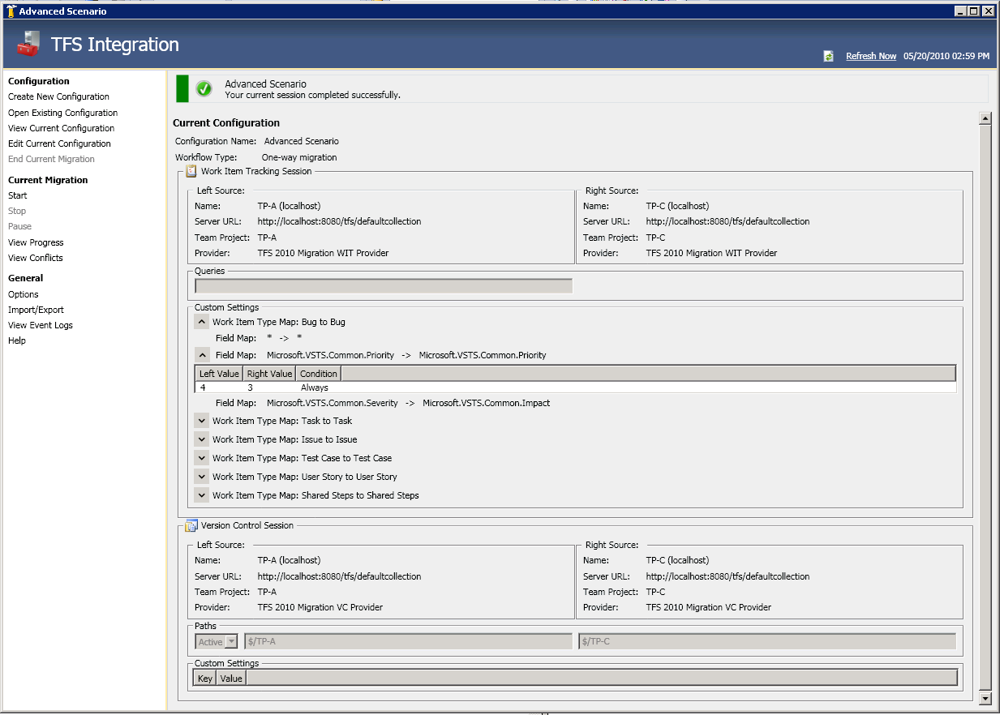 Advanced Scenario
TFS Integration
Refresh Now 05/20/2010 02:59 PM
Configuration
Create New Configuration
Open Existing Configuration
View Current Configuration
Edit Current Configuration
End Current Migration
Current Migration
Start
Stop
Pause
View Progress
View Conflicts
General
Options
Import/Export
View Event Logs
Help
Advanced Scenario
Your current session completed successfully.
Current Configuration
Configuration Name: Advanced Scenario
Workflow Type: One-way migration
Work Item Tracking Session
Left Source:
Name: TP-A (localhost)
Server URL: http://localhost:8080/tfs/defaultcollection
Team Project: TP-A
Provider: TFS 2010 Migration WIT Provider
Right Source:
Name: TP-C (localhost)
Server URL: http://localhost:8080/tfs/defaultcollection
Team Project: TP-C
Provider: TFS 2010 Migration WIT Provider
Queries
Custom Settings
Work Item Type Map: Bug to Bug
Field Map: * -> *
Field Map: Microsoft.VSTS.Common.Priority -> Microsoft.VSTS.Common.Priority
Left Value Right Value Condition
4 3 Always
Field Map: Microsoft.VSTS.Common.Severity -> Microsoft.VSTS.Common.Impact
Work Item Type Map: Task to Task
Work Item Type Map: Issue to Issue
Work Item Type Map: Test Case to Test Case
Work Item Type Map: User Story to User Story
Work Item Type Map: Shared Steps to Shared Steps
Version Control Session
Left Source:
Name: TP-A (localhost)
Server URL: http://localhost:8080/tfs/defaultcollection
Team Project: TP-A
Provider: TFS 2010 Migration VC Provider
Right Source:
Name: TP-C (localhost)
Server URL: http://localhost:8080/tfs/defaultcollection
Team Project: TP-C
Provider: TFS 2010 Migration VC Provider
Paths
Active $/TP-A $/TP-C
Custom Settings
Key Value